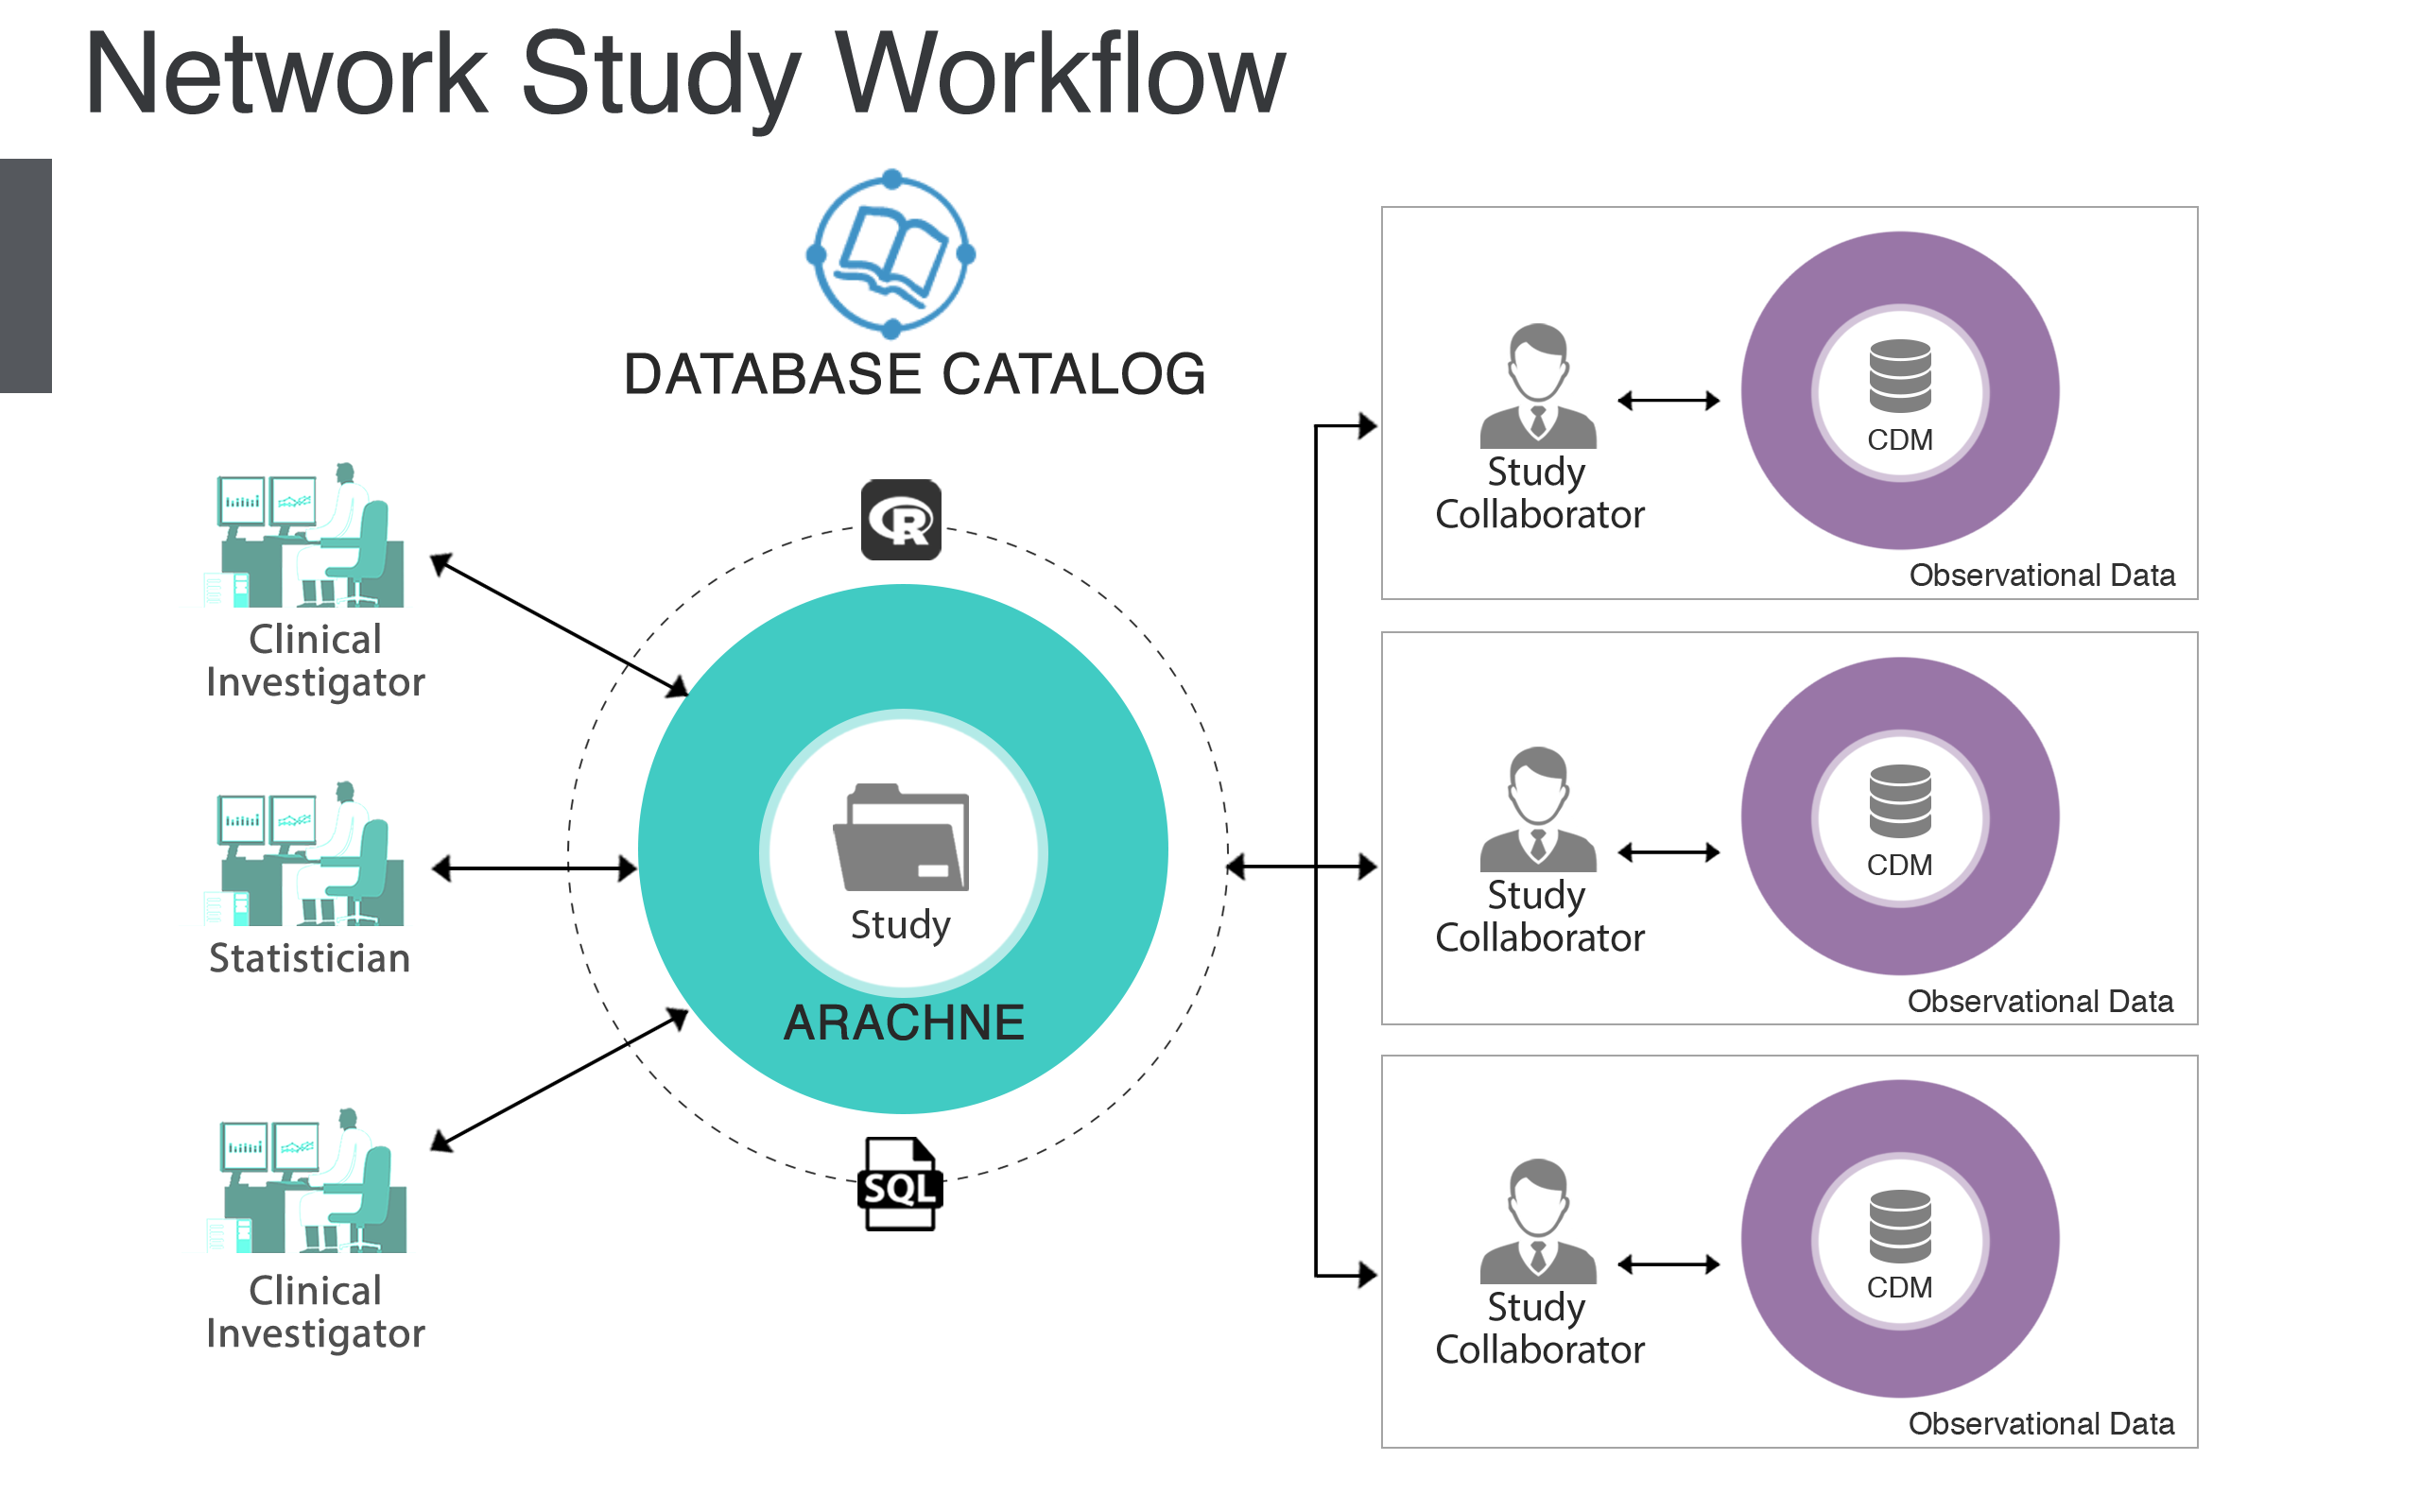 Network Study Workflow
DATABASE CATALOG
Clinical
Investigator
Statistician
Clinical
Investigator
R
Study
ARACHNE
SQL
Study
Collaborator
CDM
Observational Data
Study
Collaborator
CDM
Observational Data
Study
Collaborator
CDM
Observational Data